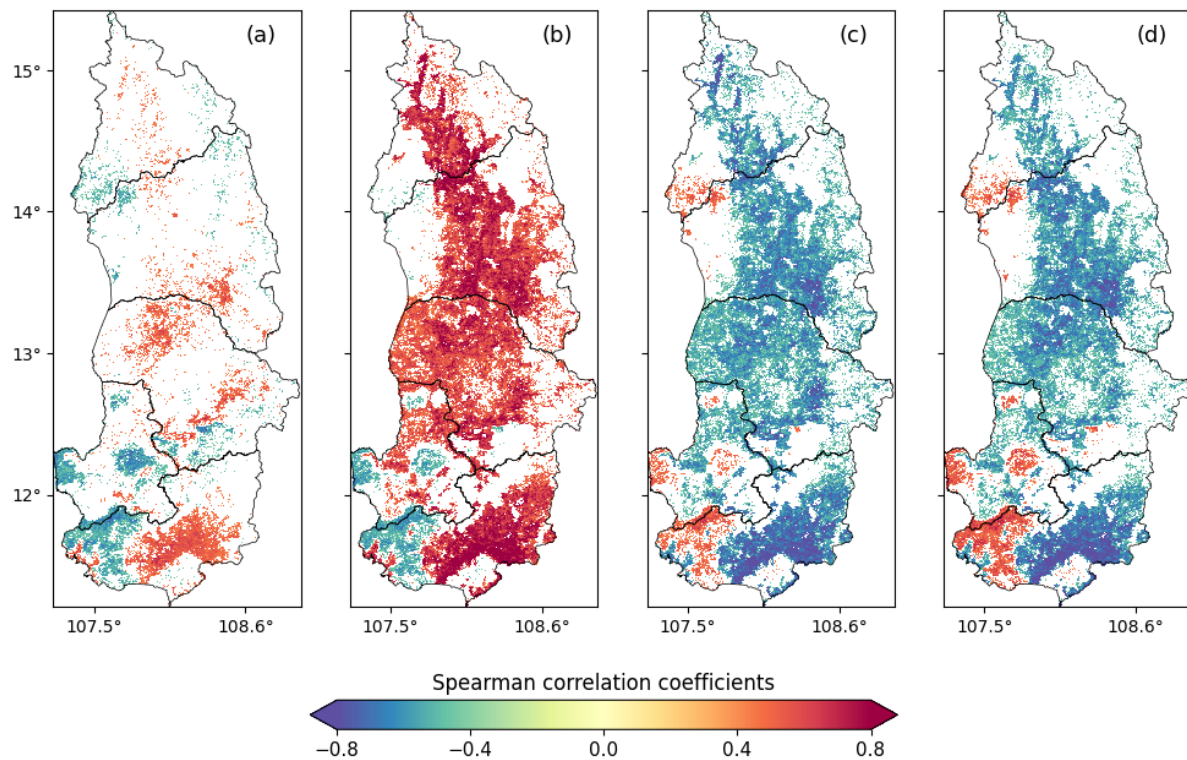 (a) (b) (c) (d)
15°
14°
13°
12°
107.5° 108.6° 107.5° 108.6° 107.5° 108.6° 107.5° 108.6°
Spearman correlation coefficients
−0.8 −0.4 0.0 0.4 0.8